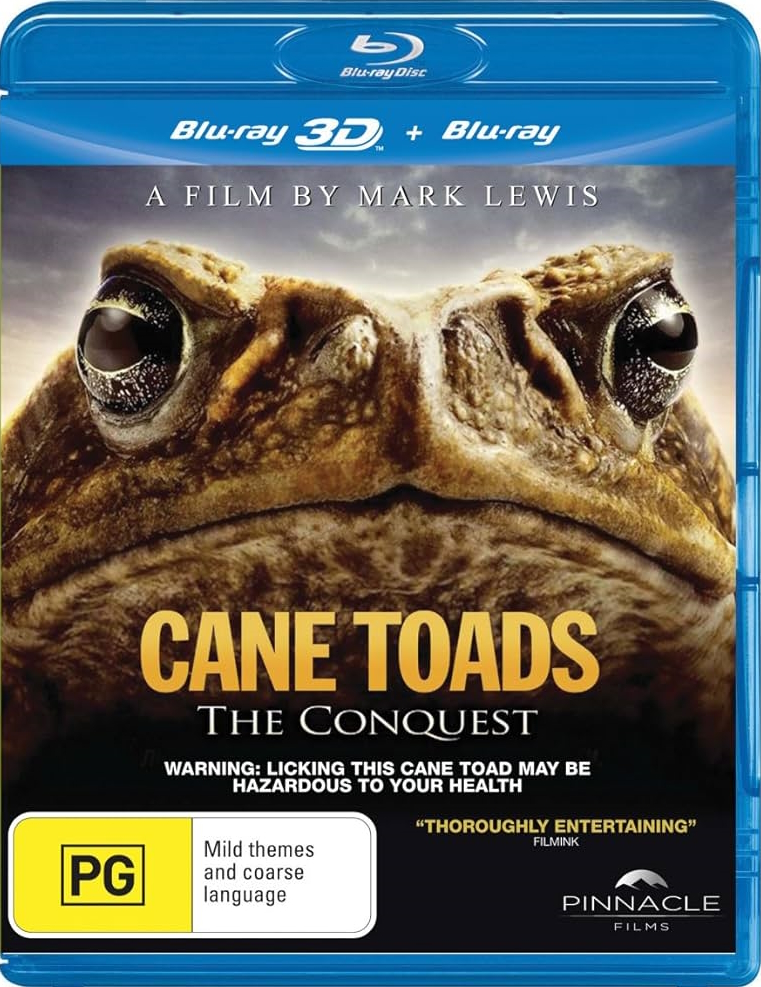 Blu-ray Disc
Blu-ray 3D™ + Blu-ray
A FILM BY MARK LEWIS
CANE TOADS
THE CONQUEST
WARNING: LICKING THIS CANE TOAD MAY BE
HAZARDOUS TO YOUR HEALTH
"THOROUGHLY ENTERTAINING"
FILMINK
PG
Mild themes
and coarse
language
PINNACLE
FILMS